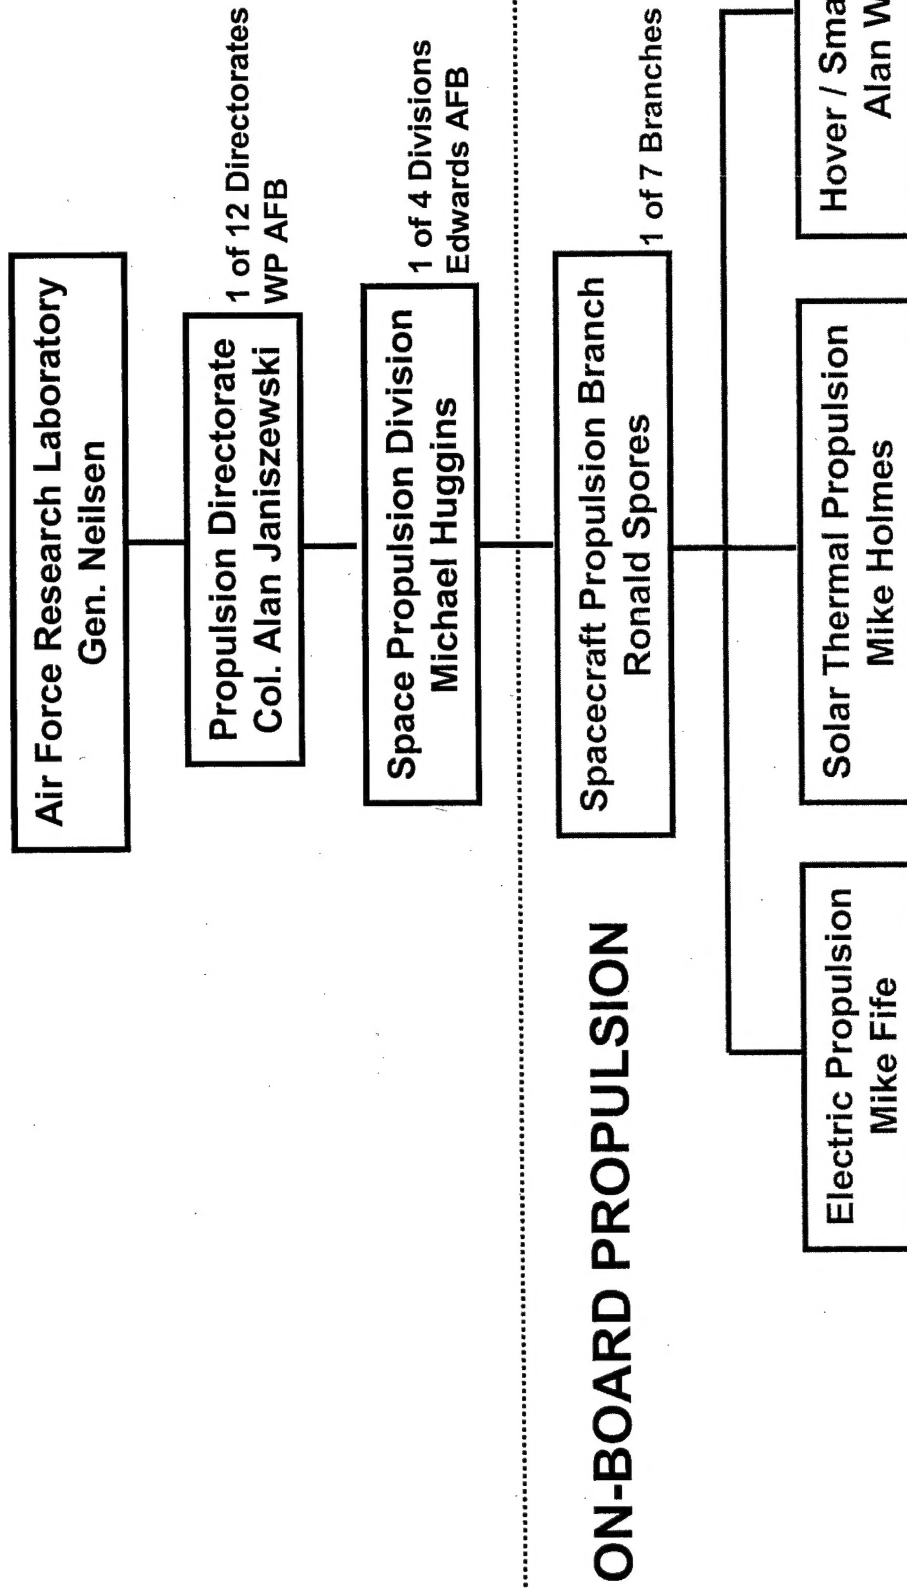 Air Force Research Laboratory
Gen. Neilsen
Propulsion Directorate
Col. Alan Janiszewski
1 of 12 Directorates
WP AFB
Space Propulsion Division
Michael Huggins
1 of 4 Divisions
Edwards AFB
ON-BOARD PROPULSION
Spacecraft Propulsion Branch
Ronald Spores
1 of 7 Branches
Electric Propulsion
Mike Fife
Solar Thermal Propulsion
Mike Holmes
Hover /
Alan